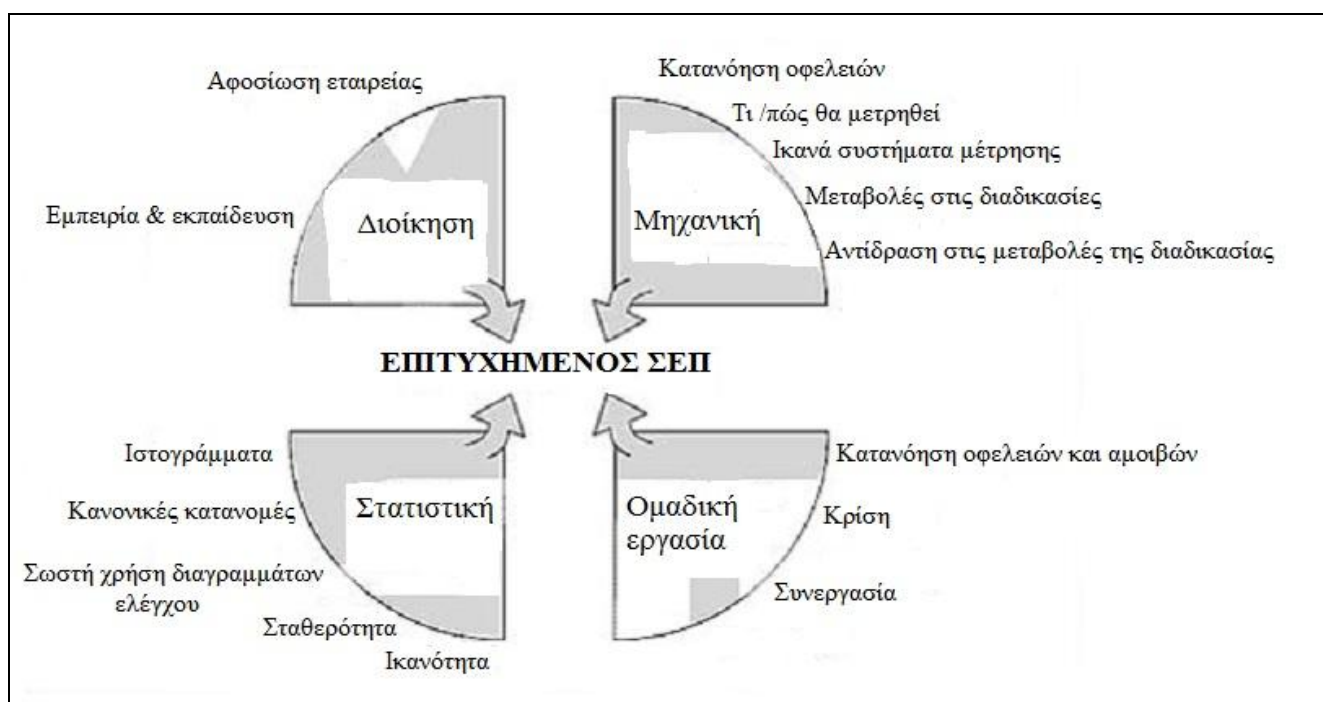 Αφοσίωση εταιρείας
Εμπειρία & εκπαίδευση
Διοίκηση
Κατανόηση οφελειών
Τι /πώς θα μετρηθεί
Ικανά συστήματα μέτρησης
Μεταβολές στις διαδικασίες
Μηχανική
Αντίδραση στις μεταβολές της διαδικασίας
ΕΠΙΤΥΧΗΜΕΝΟΣ ΣΕΠ
Ιστογράμματα
Κανονικές κατανομές
Στατιστική
Σωστή χρήση διαγραμμάτων
ελέγχου
Σταθερότητα
Ικανότητα
Κατανόηση οφελειών και αμοιβών
Ομαδική
εργασία
Κρίση
Συνεργασία